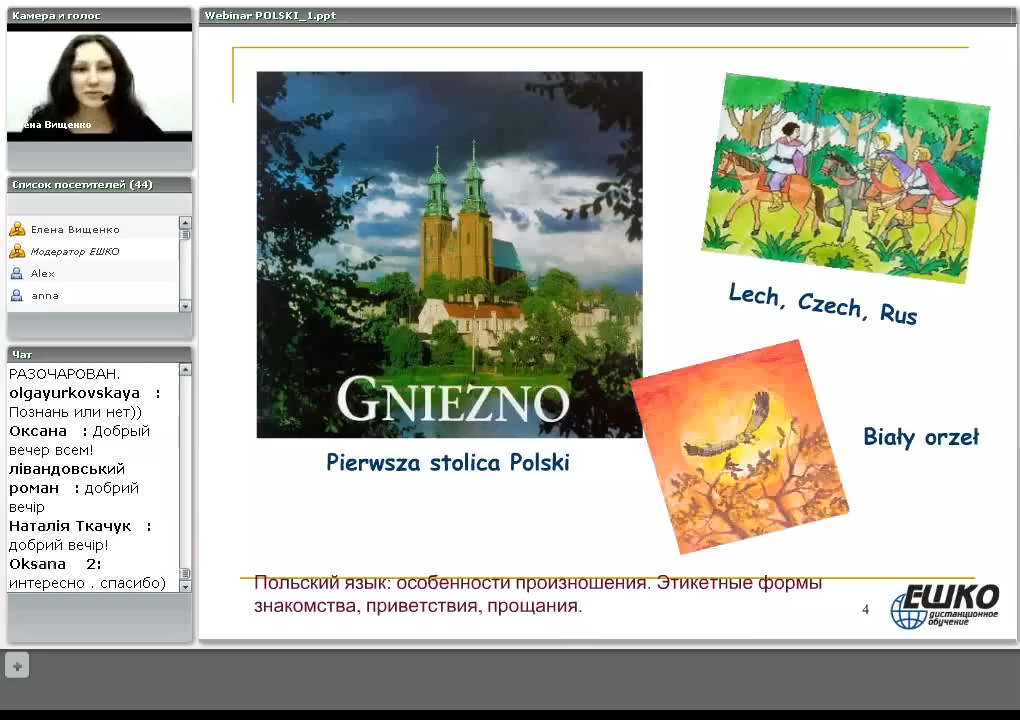 Камера и голос
Елена Вищенко
Список посетителей (44)
Елена Вищенко
Модератор ЕШКО
Alex
anna
Чат
РАЗОЧАРОВАН.
olgayurkovskaya :
Познань или нет))
Оксана : Добрый
вечер всем!
лівандовський
роман : добрий
вечір
Наталія Ткачук :
добрий вечір!
Oksana 2:
интересно . спасибо)
Webinar POLSKI_1.ppt
GNIEZNO
Pierwsza stolica Polski
Lech, Czech, Rus
Biały orzeł
Польский язык: особенности произношения. Этикетные формы
знакомства, приветствия, прощания.
4
ЕШКО
дистанционное
обучение